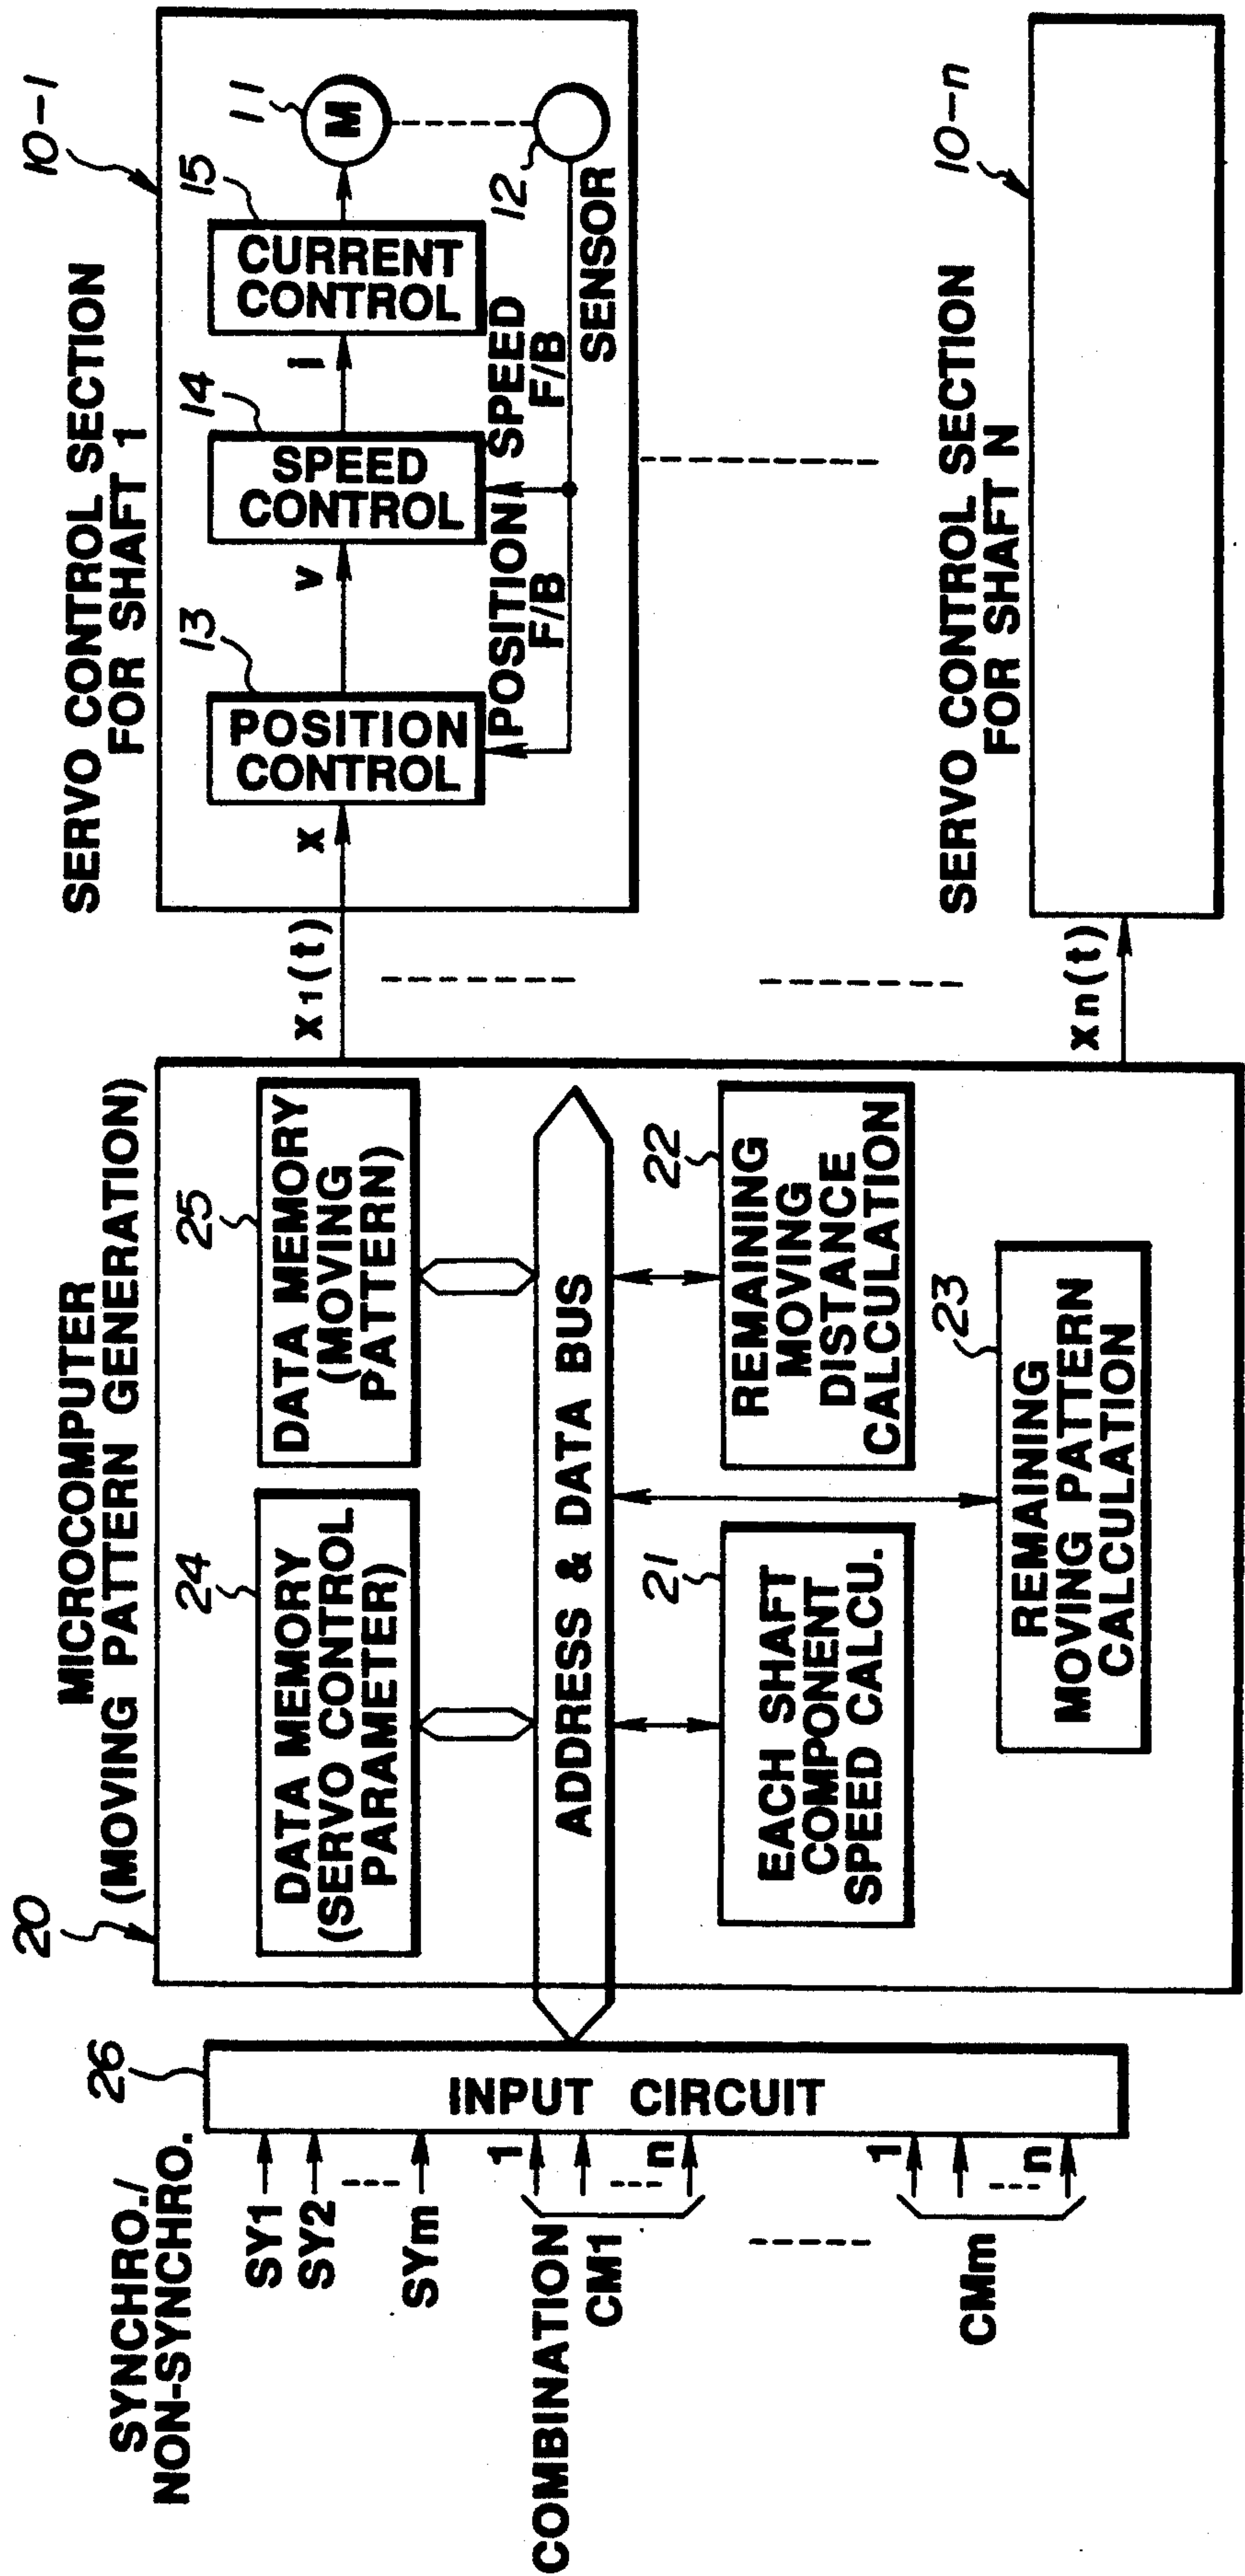 SYNCHRO./
NON-SYNCHRO.
SY1
SY2
SYm
COMBINATION
CM1
1
n
CMm
1
n
26
INPUT CIRCUIT
20
MICROCOMPUTER
(MOVING PATTERN GENERATION)
24
DATA MEMORY
(SERVO CONTROL
PARAMETER)
25
DATA MEMORY
(MOVING
PATTERN)
ADDRESS & DATA BUS
21
EACH SHAFT
COMPONENT
SPEED CALCU.
22
REMAINING
MOVING
DISTANCE
CALCULATION
23
REMAINING
MOVING PATTERN
CALCULATION
X1(t)
Xn(t)
SERVO CONTROL SECTION
FOR SHAFT 1
10-1
X
13
POSITION
CONTROL
V
14
SPEED
CONTROL
I
15
CURRENT
CONTROL
11
M
POSITION
F/B
SPEED
F/B
12
SENSOR
SERVO CONTROL SECTION
FOR SHAFT N
10-n